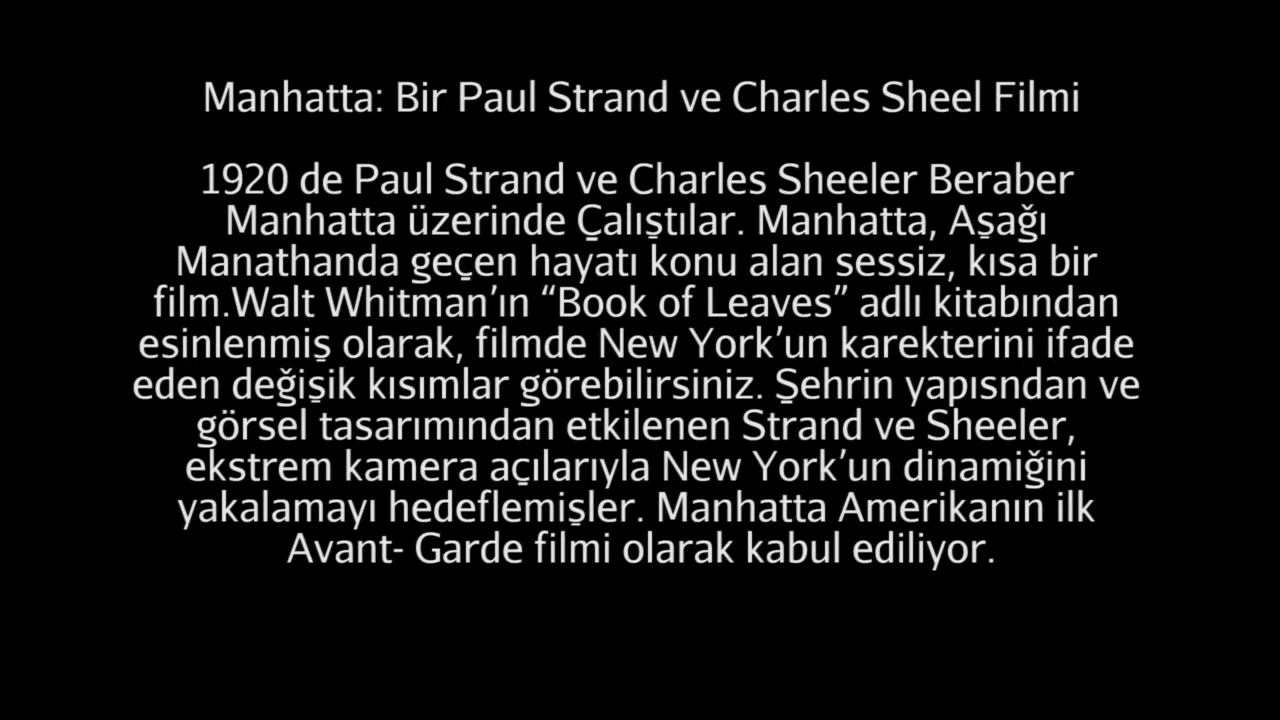 Manhatta: Bir Paul Strand ve Charles Sheel Filmi
1920 de Paul Strand ve Charles Sheeler Beraber
Manhatta üzerinde Çalıştılar. Manhatta, Aşağı
Manathanda geçen hayatı konu alan sessiz, kısa bir
film.Walt Whitman’ın “Book of Leaves” adlı kitabından
esinlenmiş olarak, filmde New York’un karekterini ifade
eden değişik kısımlar görebilirsiniz. Şehrin yapısndan ve
görsel tasarımından etkilenen Strand ve Sheeler,
ekstrem kamera açılarıyla New York’un dinamiğini
yakalamayı hedeflemişler. Manhatta Amerikanın ilk
Avant- Garde filmi olarak kabul ediliyor.